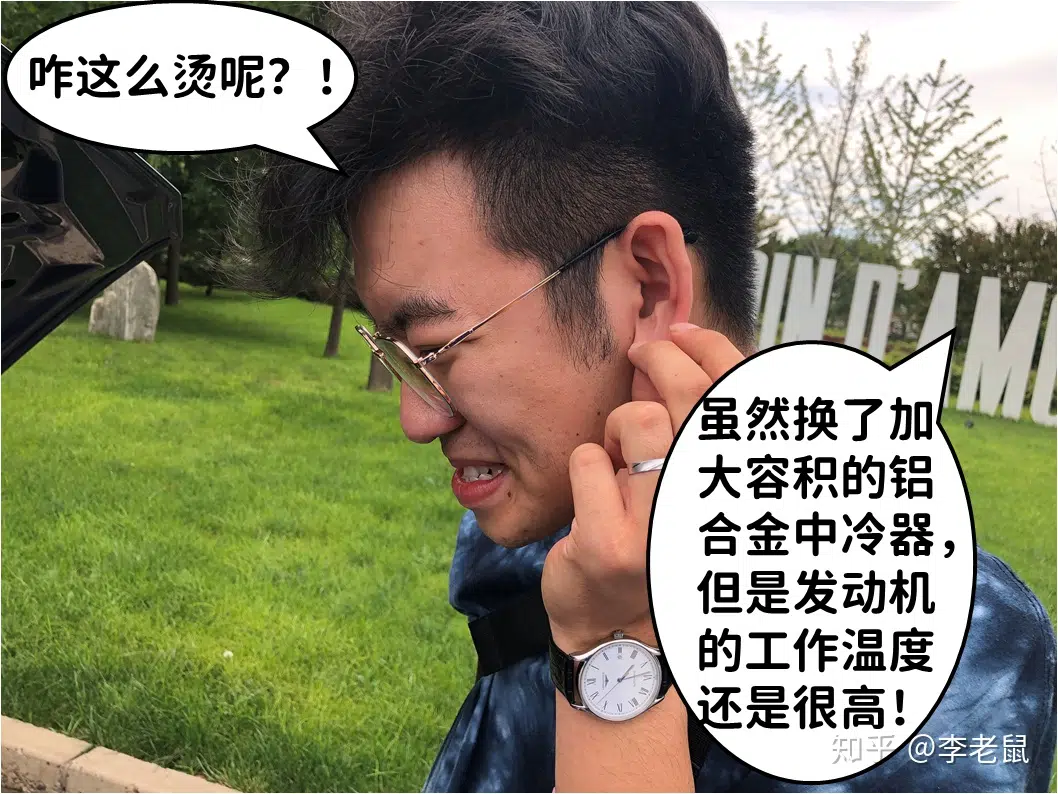 咋这么烫呢？！
虽然换了加
大容积的铝
合金中冷器，
但是发动机
的工作温度
还是很高！
IN D'AM
知乎 @李老鼠